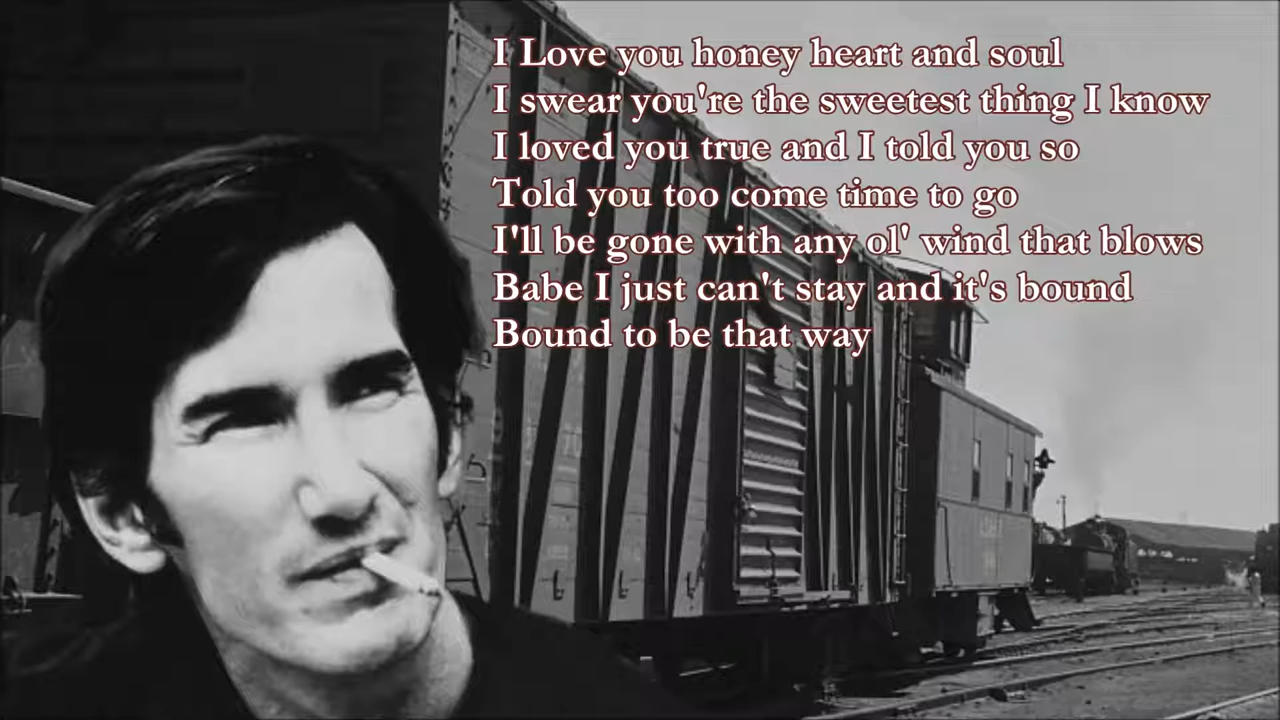 I Love you honey heart and soul
I swear you're the sweetest thing I know
I loved you true and I told you so
Told you too come time to go
I'll be gone with any ol' wind that blows
Babe I just can't stay and it's bound
Bound to be that way